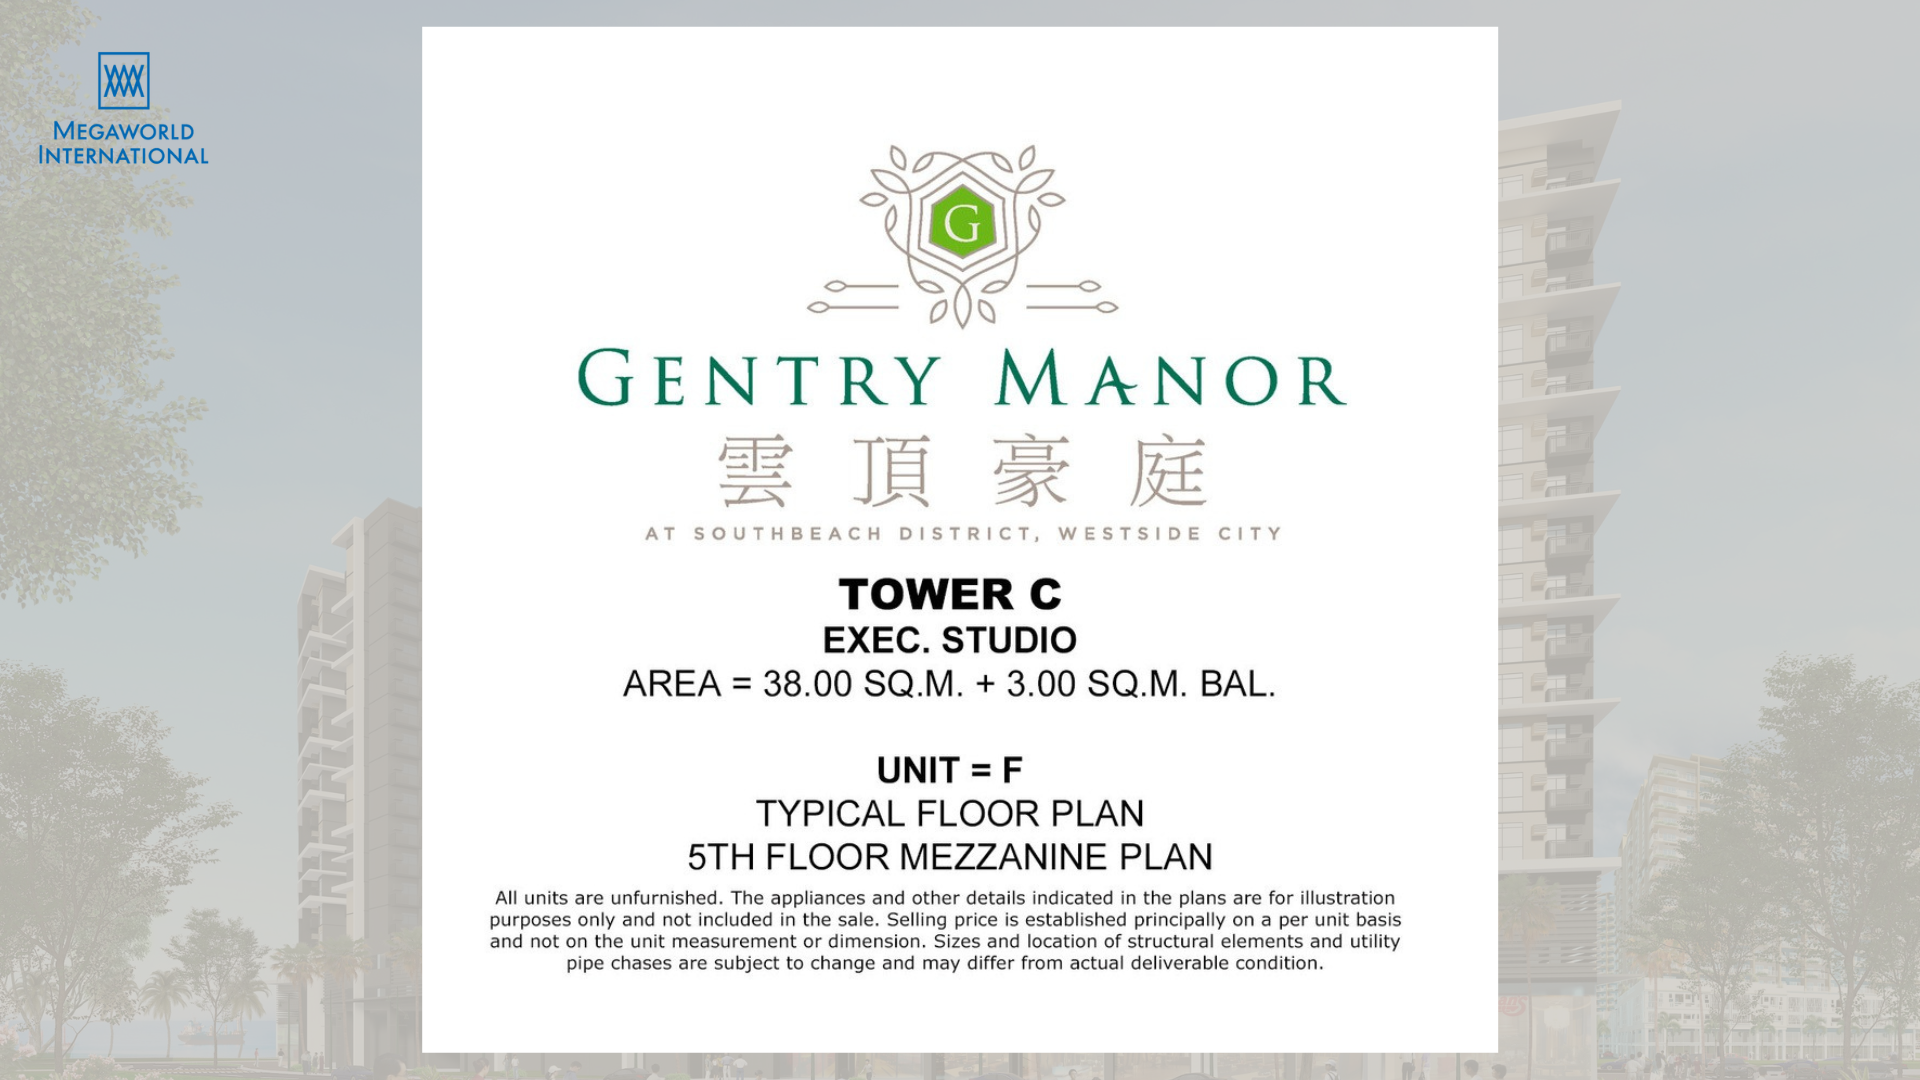 MEGAWORLD
INTERNATIONAL
G
GENTRY MANOR
雲頂豪庭
AT SOUTHBEACH DISTRICT, WESTSIDE CITY
TOWER C
EXEC. STUDIO
AREA = 38.00 SQ.M. + 3.00 SQ.M. BAL.
UNIT = F
TYPICAL FLOOR PLAN
5TH FLOOR MEZZANINE PLAN
All units are unfurnished. The appliances and other details indicated in the plans are for illustration
purposes only and not included in the sale. Selling price is established principally on a per unit basis
and not on the unit measurement or dimension. Sizes and location of structural elements and utility
pipe chases are subject to change and may differ from actual deliverable condition.